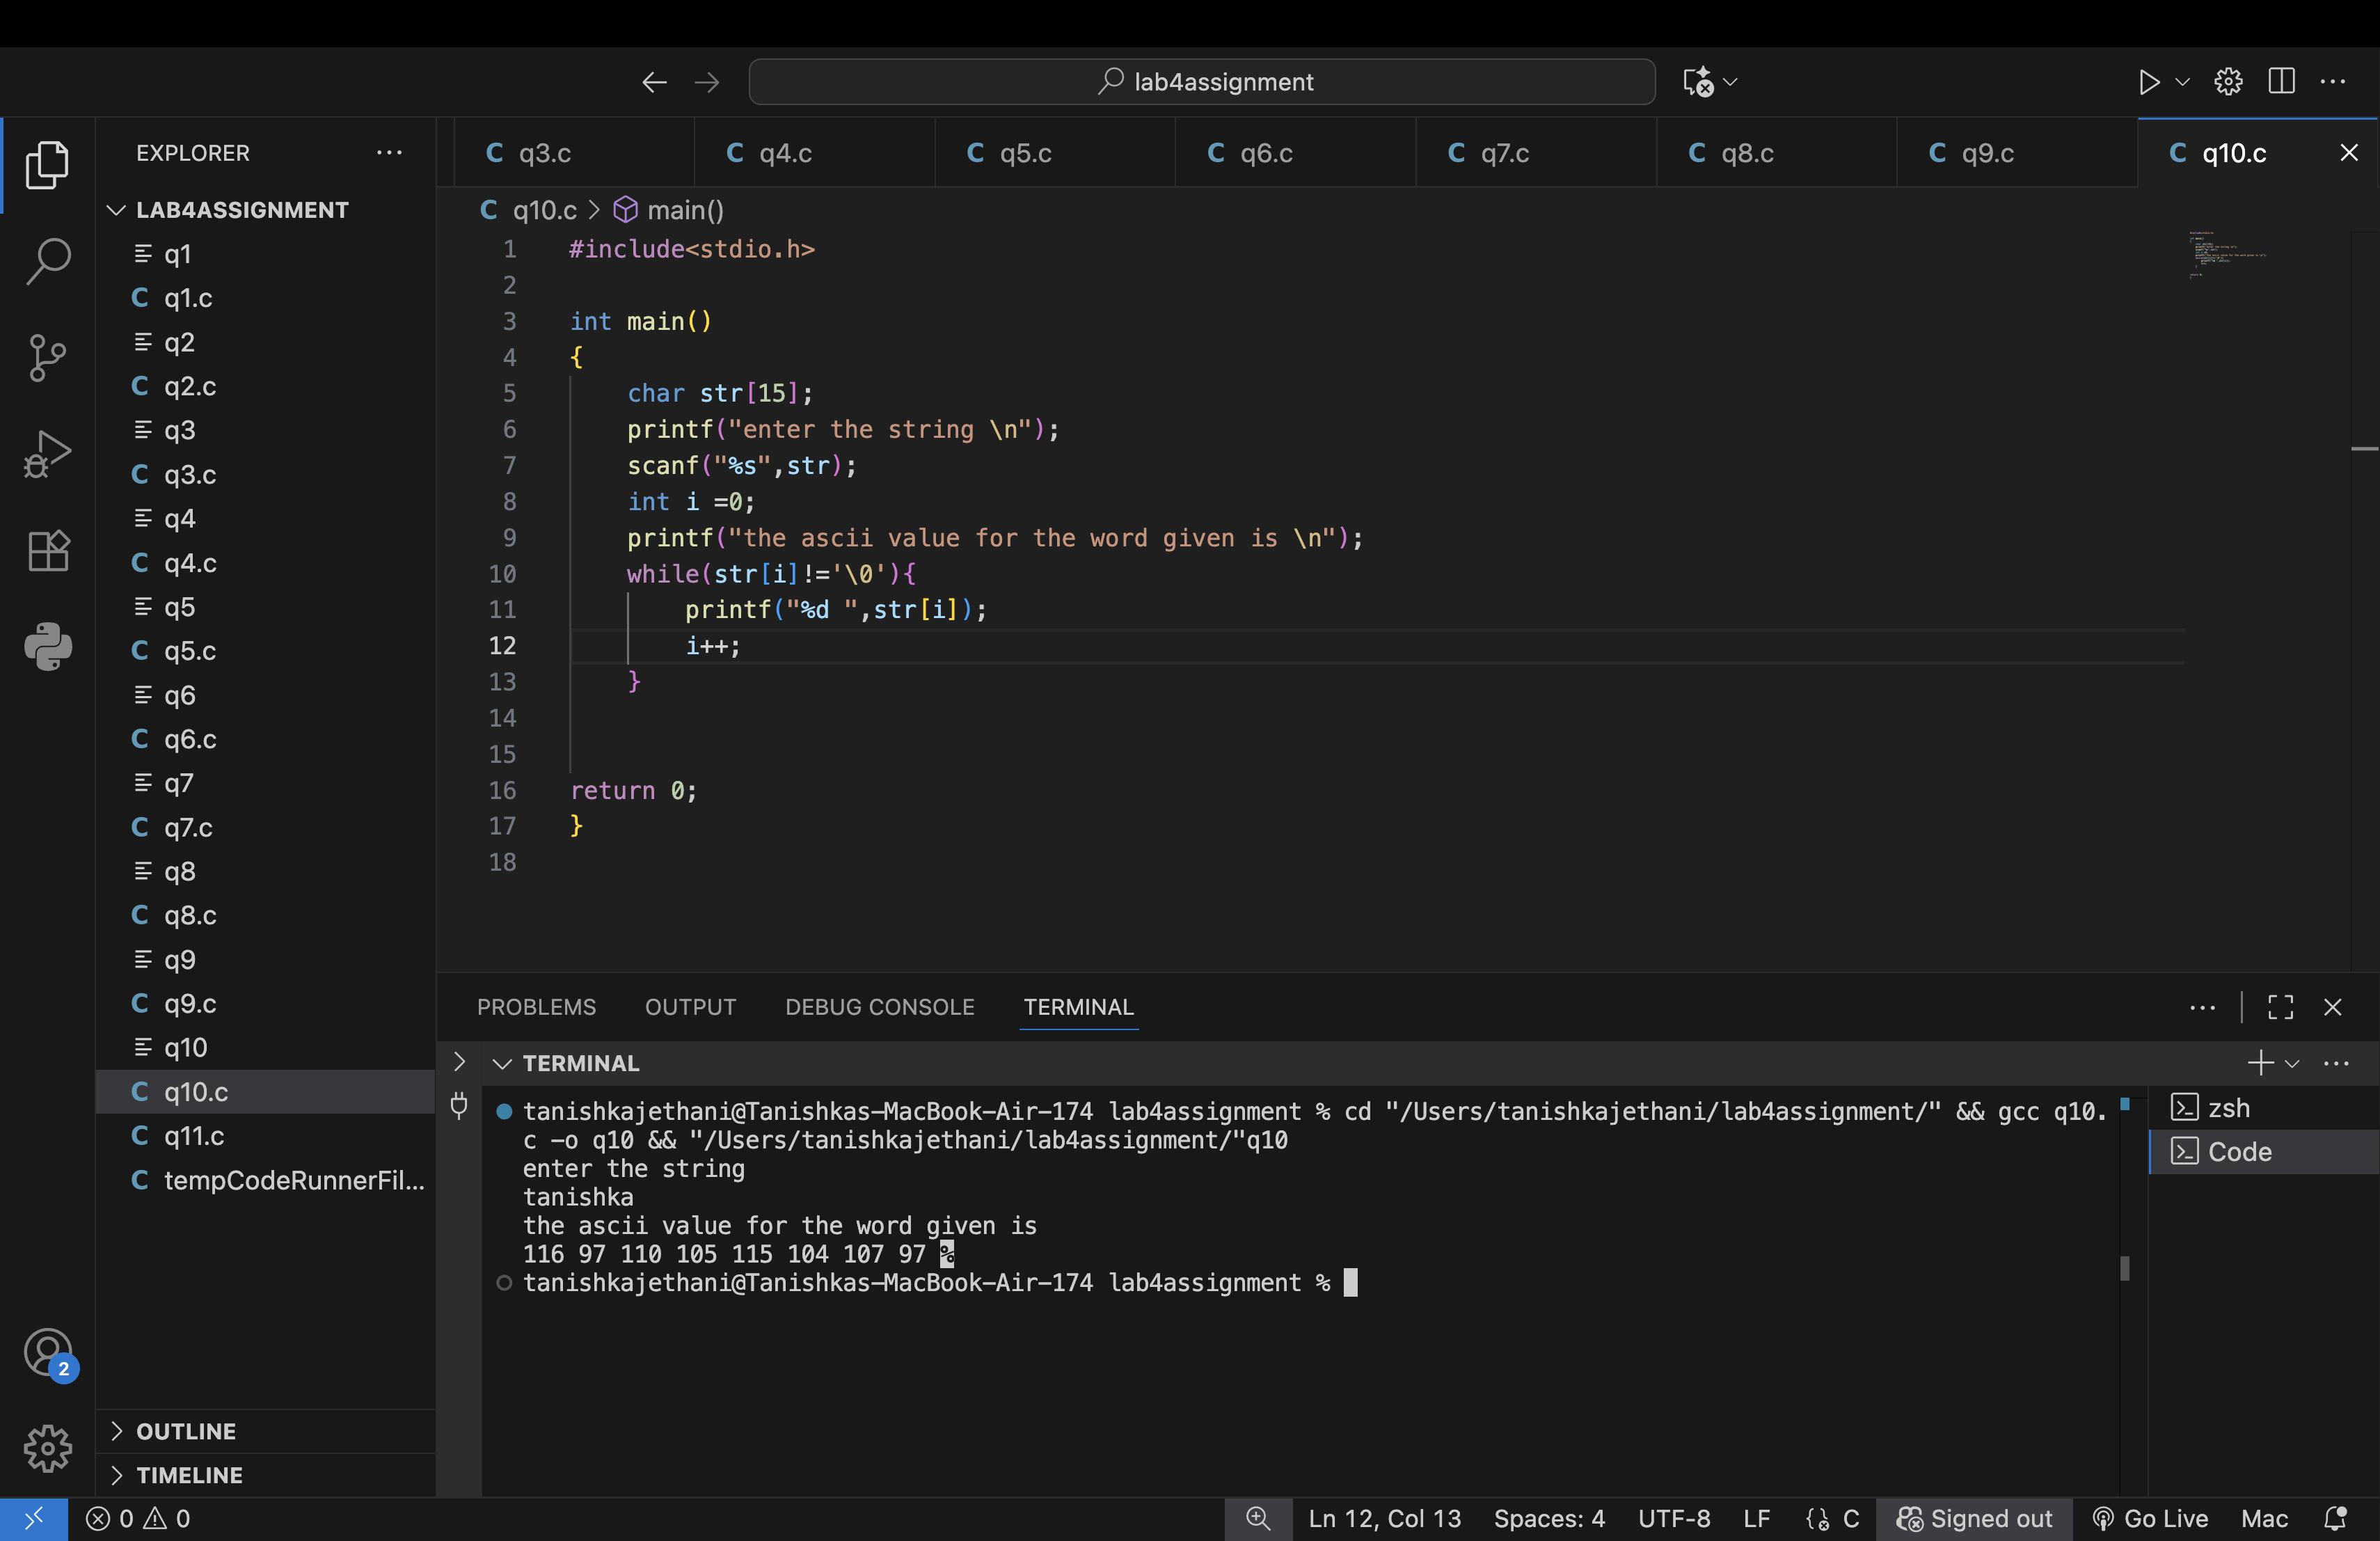 lab4assignment
EXPLORER
LAB4ASSIGNMENT
q1
q1.c
q2
q2.c
q3
q3.c
q4
q4.c
q5
q5.c
q6
q6.c
q7
q7.c
q8
q8.c
q9
q9.c
q10
q10.c
q11.c
tempCodeRunnerFil...
OUTLINE
TIMELINE
2
C q3.c C q4.c C q5.c C q6.c C q7.c C q8.c C q9.c C q10.c
C q10.c > main()
1 #include<stdio.h>
2
3 int main()
4 {
5 char str[15];
6 printf("enter the string \n");
7 scanf("%s",str);
8 int i =0;
9 printf("the ascii value for the word given is \n");
10 while(str[i]!='\0'){
11 printf("%d ",str[i]);
12 i++;
13 }
14
15
16 return 0;
17 }
18
PROBLEMS OUTPUT DEBUG CONSOLE TERMINAL
TERMINAL
tanishkajethani@Tanishkas-MacBook-Air-174 lab4assignment % cd "/Users/tanishkajethani/lab4assignment/" && gcc q10.
c -o q10 && "/Users/tanishkajethani/lab4assignment/"q10
enter the string
tanishka
the ascii value for the word given is
116 97 110 105 115 104 107 97 %
tanishkajethani@Tanishkas-MacBook-Air-174 lab4assignment %
zsh
Code
0 0 Ln 12, Col 13 Spaces: 4 UTF-8 LF C Signed out Go Live Mac